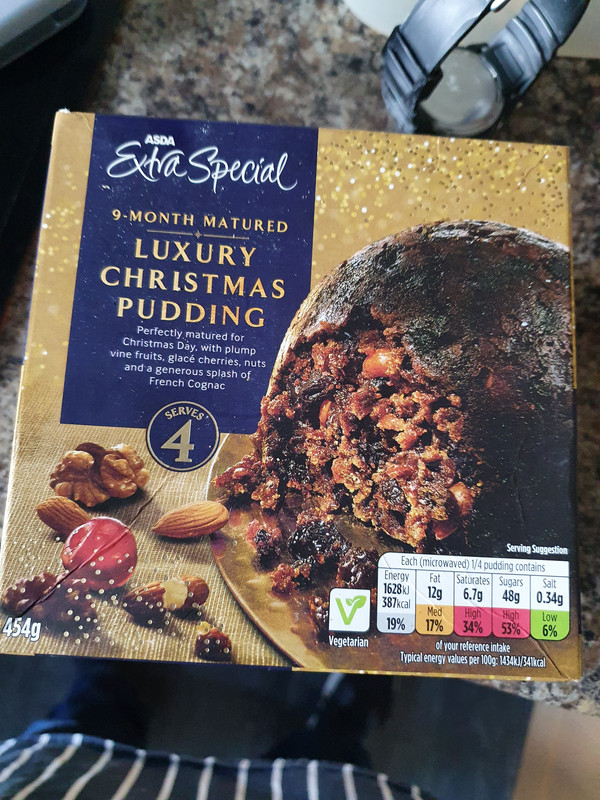 ASDA
Extra Special
9-MONTH MATURED
LUXURY
CHRISTMAS
PUDDING
Perfectly matured for
Christmas Day, with plump
vine fruits, glacé cherries, nuts
and a generous splash of
French Cognac
SERVES
4
454g
Serving Suggestion
Each (microwaved) 1/4 pudding contains
Energy Fat Saturates Sugars Salt
1628kJ 12g 6.7g 48g 0.34g
387kcal
Med High High Low
19% 17% 34% 53% 6%
V
Vegetarian
of your reference intake
Typical energy values per 100g: 1434kJ/341kcal